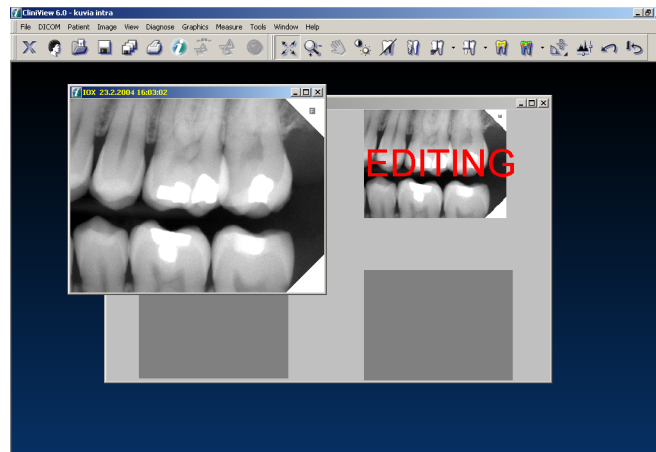 CliniView 6.0 - kuvia intra
File DICOM Patient Image View Diagnose Graphics Measure Tools Window Help
IOX 23.2.2004 16:03:02
EDITING